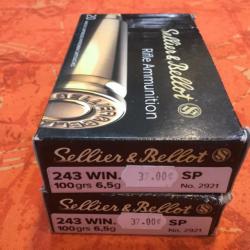 Sellier & Bellot
Rifle Ammunition
20
Sellier & Bellot
243 WIN.
37.00€
SP
100grs 6,5g
No. 2921
Sellier & Bellot
243 WIN.
37.00€
SP
100grs 6,5g
No. 2921